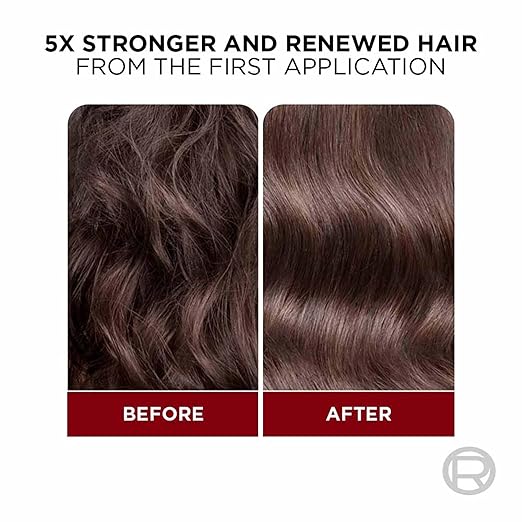 5X STRONGER AND RENEWED HAIR
FROM THE FIRST APPLICATION
BEFORE
AFTER
R